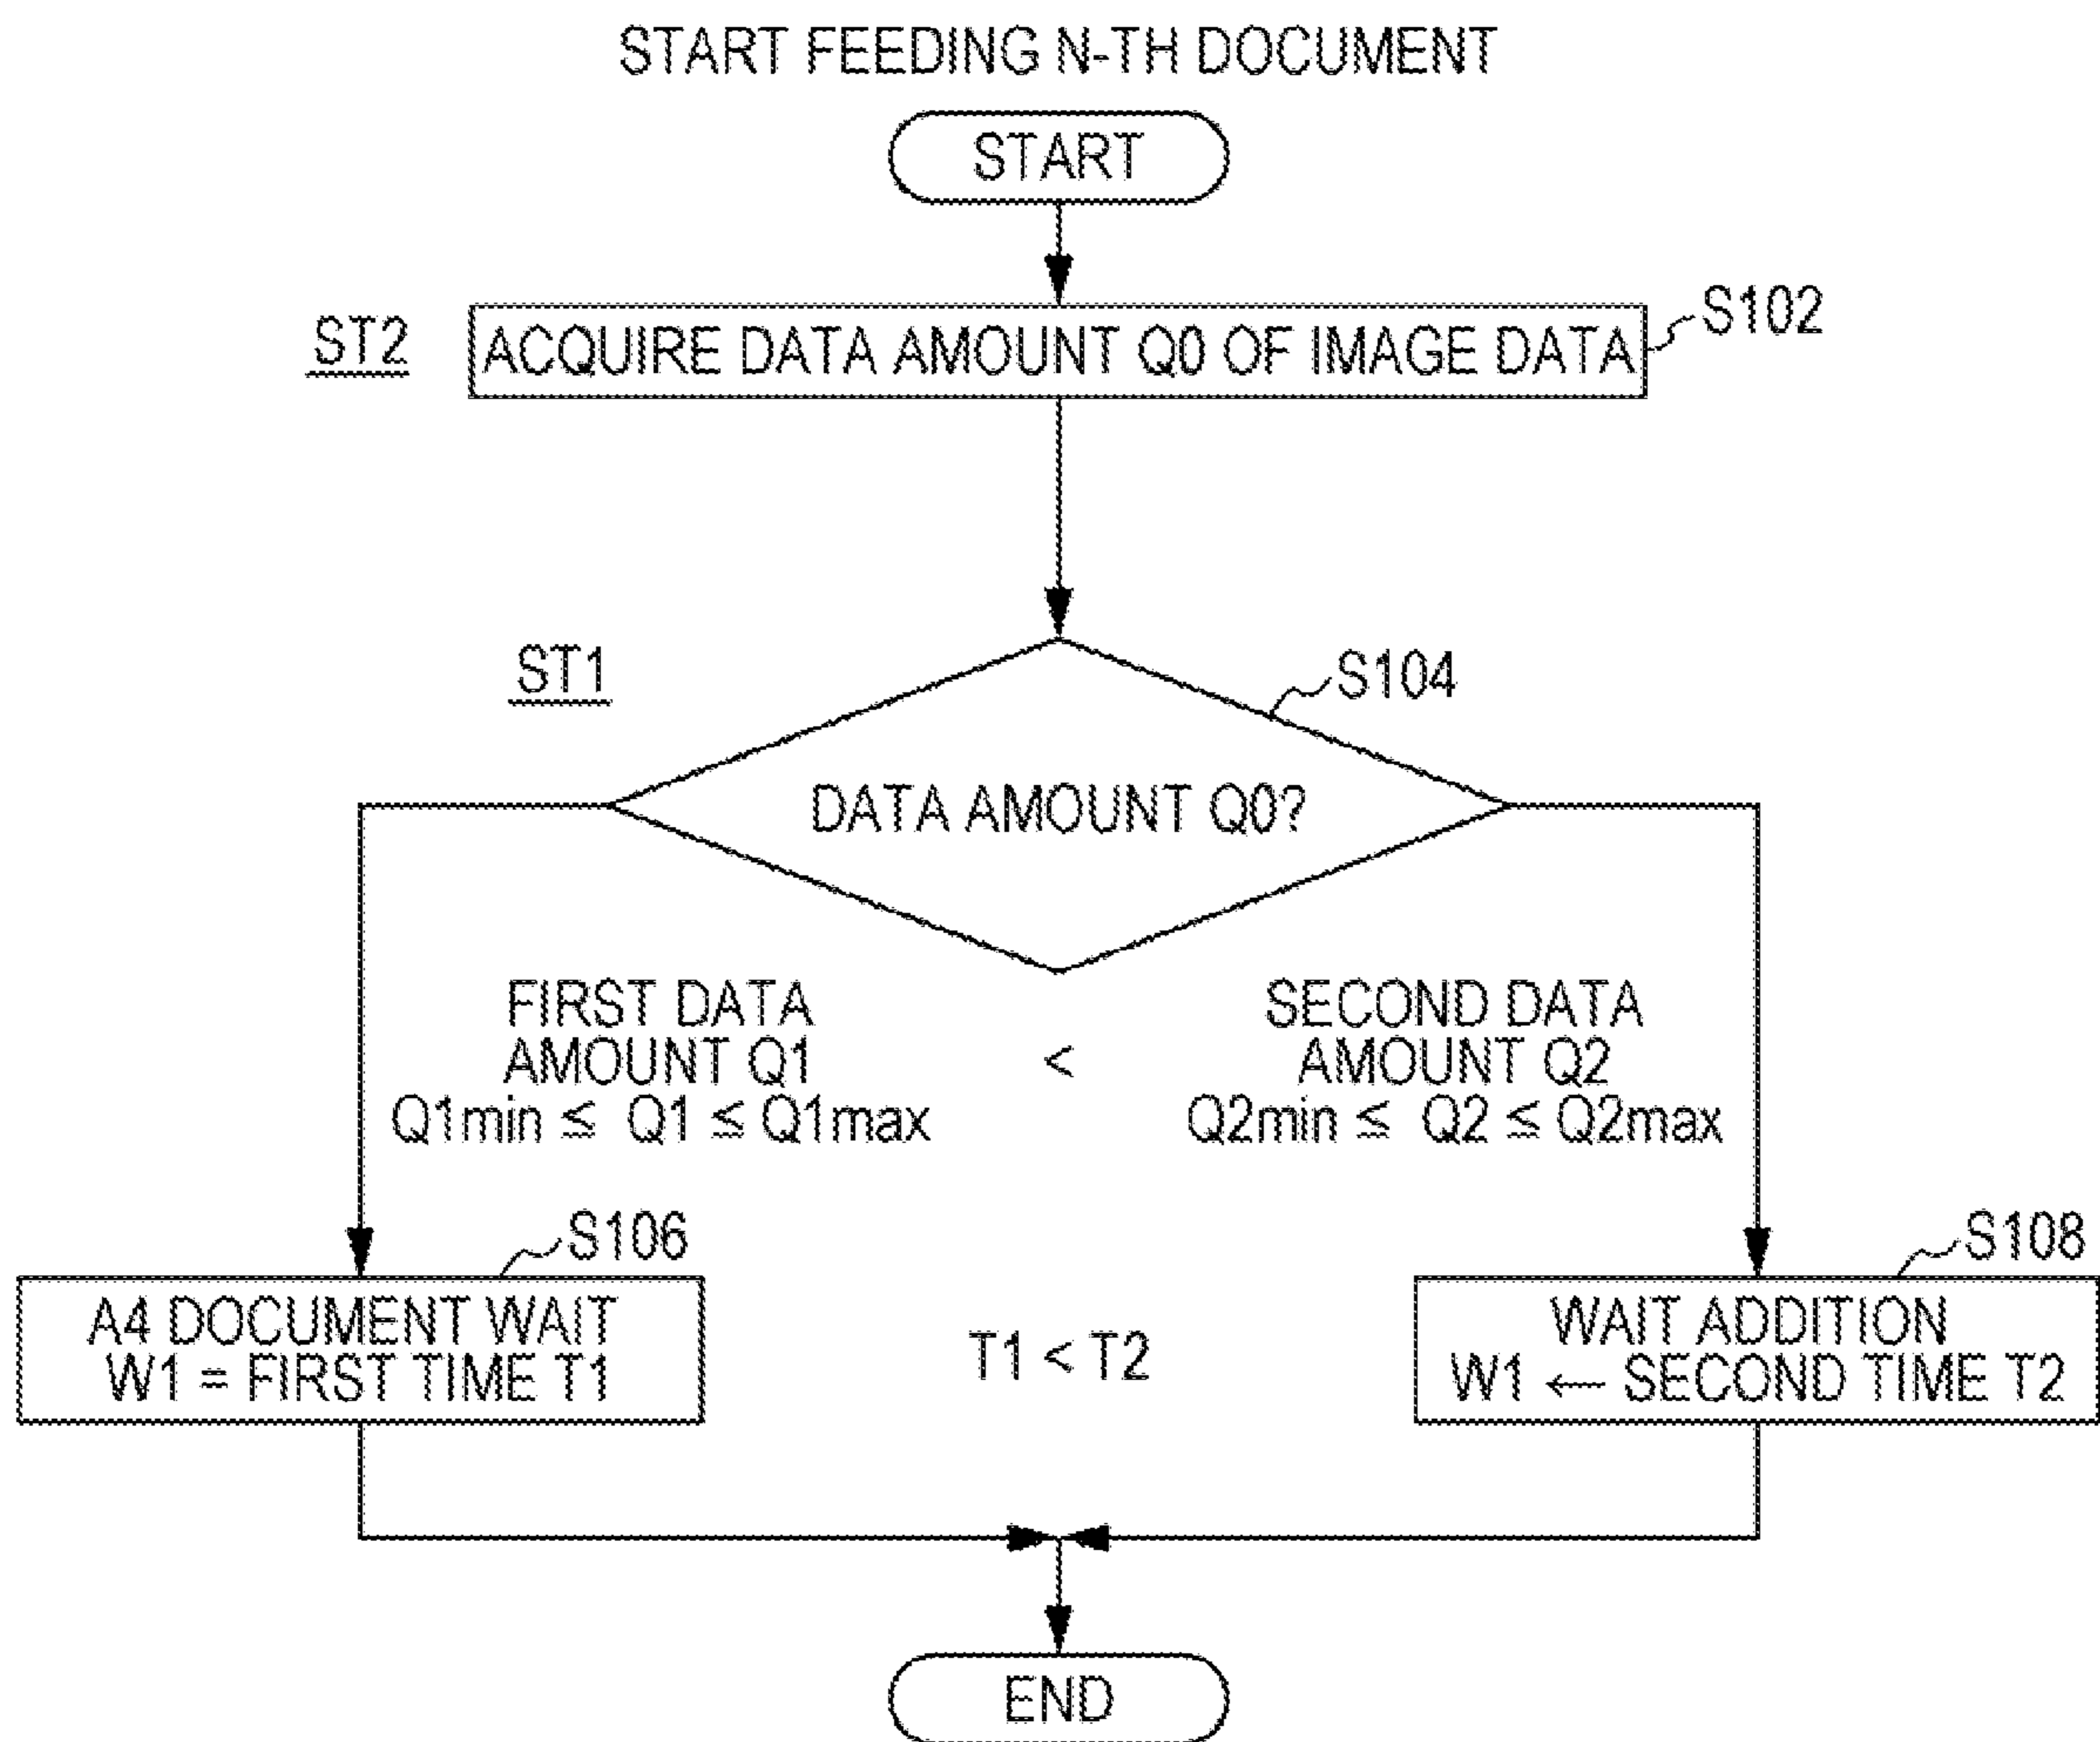 START FEEDING N-TH DOCUMENT
START
ST2
ACQUIRE DATA AMOUNT Q0 OF IMAGE DATA
S102
ST1
S104
DATA AMOUNT Q0?
FIRST DATA
AMOUNT Q1
Q1min ≦ Q1 ≦ Q1max
<
SECOND DATA
AMOUNT Q2
Q2min ≦ Q2 ≦ Q2max
S106
A4 DOCUMENT WAIT
W1 = FIRST TIME T1
T1 < T2
S108
WAIT ADDITION
W1 ← SECOND TIME T2
END